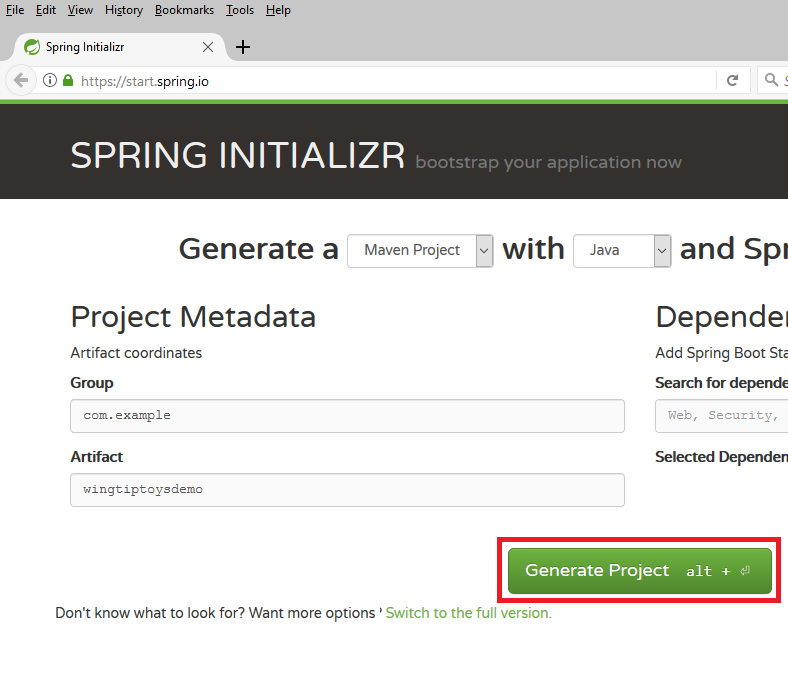 File Edit View History Bookmarks Tools Help
Spring Initializr
https://start.spring.io
SPRING INITIALIZR bootstrap your application now
Generate a Maven Project with Java and Spr
Project Metadata
Artifact coordinates
Group
com.example
Artifact
wingtiptoysdemo
Depende
Add Spring Boot Sta
Search for depende
Web, Security,
Selected Dependen
Generate Project alt + ⏎
Don't know what to look for? Want more options ' Switch to the full version.